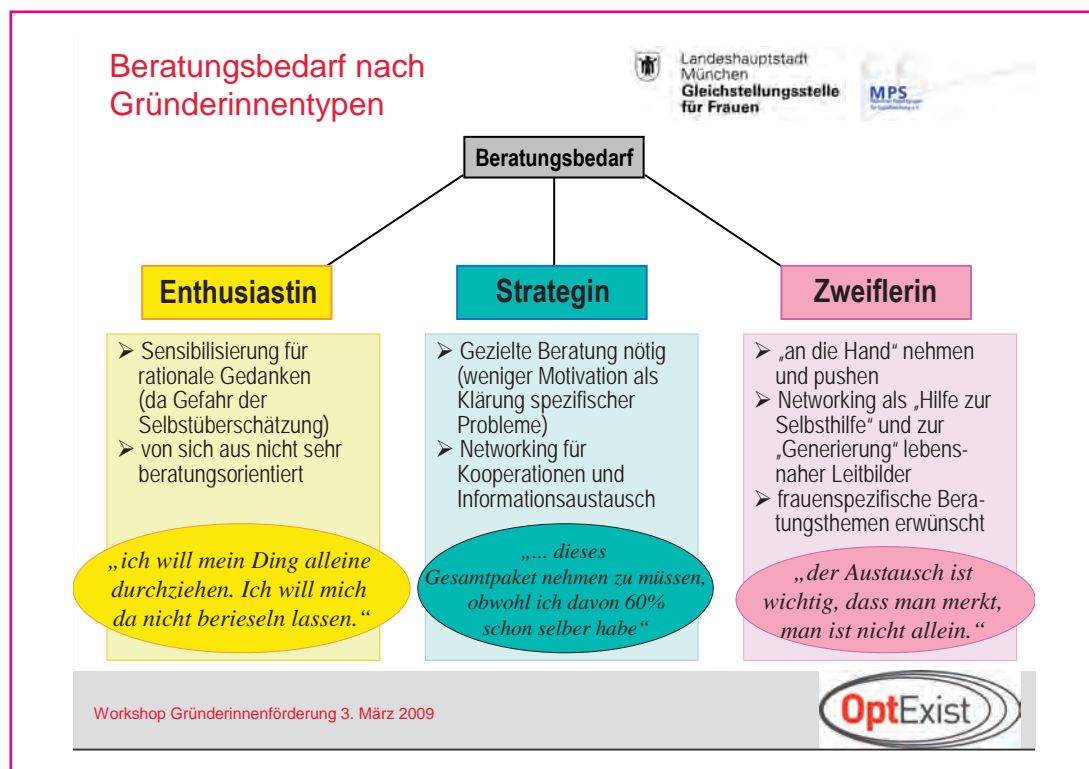 Beratungsbedarf nach
Gründerinnentypen
Landeshauptstadt
München
Gleichstellungsstelle
für Frauen
MPS
Beratungsbedarf
Enthusiastin
➢ Sensibilisierung für
rationale Gedanken
(da Gefahr der
Selbstüberschätzung)
➢ von sich aus nicht sehr
beratungsorientiert
„ich will mein Ding alleine
durchziehen. Ich will mich
da nicht berieseln lassen.“
Strategin
➢ Gezielte Beratung nötig
(weniger Motivation als
Klärung spezifischer
Probleme)
➢ Networking für
Kooperationen und
Informationsaustausch
„... dieses
Gesamtpaket nehmen zu müssen,
obwohl ich davon 60%
schon selber habe“
Zweiflerin
➢ „an die Hand“ nehmen
und pushen
➢ Networking als „Hilfe zur
Selbsthilfe“ und zur
„Generierung“ lebens-
naher Leitbilder
➢ frauenspezifische Bera-
tungsthemen erwünscht
„der Austausch ist
wichtig, dass man merkt,
man ist nicht allein.“
Workshop Gründerinnenförderung 3. März 2009
OptExist